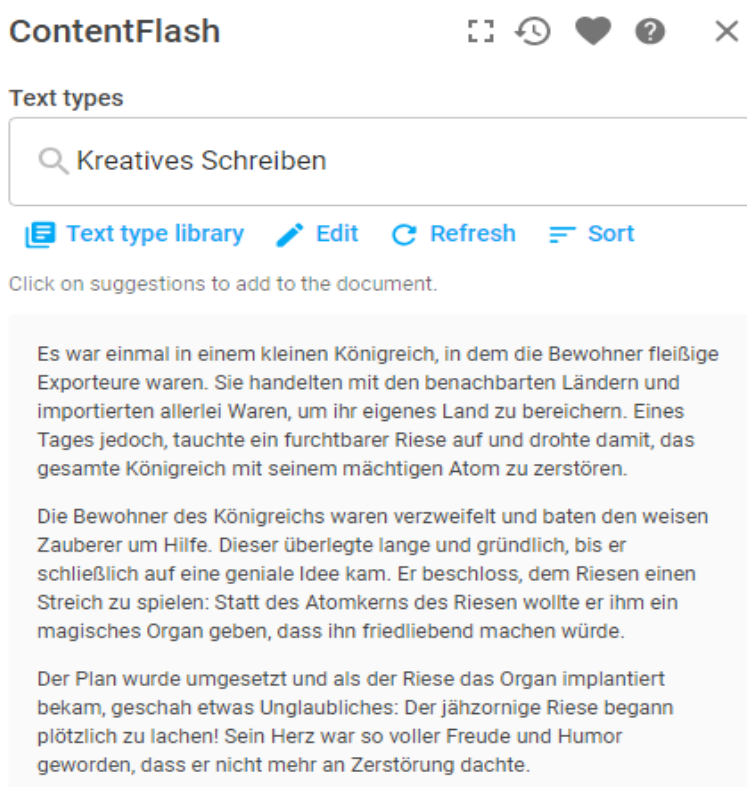 ContentFlash
Text types
Kreatives Schreiben
Text type library Edit Refresh Sort
Click on suggestions to add to the document.
Es war einmal in einem kleinen Königreich, in dem die Bewohner fleißige
Exporteure waren. Sie handelten mit den benachbarten Ländern und
importierten allerlei Waren, um ihr eigenes Land zu bereichern. Eines
Tages jedoch, tauchte ein furchtbarer Riese auf und drohte damit, das
gesamte Königreich mit seinem mächtigen Atom zu zerstören.
Die Bewohner des Königreichs waren verzweifelt und baten den weisen
Zauberer um Hilfe. Dieser überlegte lange und gründlich, bis er
schließlich auf eine geniale Idee kam. Er beschloss, dem Riesen einen
Streich zu spielen: Statt des Atomkerns des Riesen wollte er ihm ein
magisches Organ geben, dass ihn friedliebend machen würde.
Der Plan wurde umgesetzt und als der Riese das Organ implantiert
bekam, geschah etwas Unglaubliches: Der jähzornige Riese begann
plötzlich zu lachen! Sein Herz war so voller Freude und Humor
geworden, dass er nicht mehr an Zerstörung dachte.